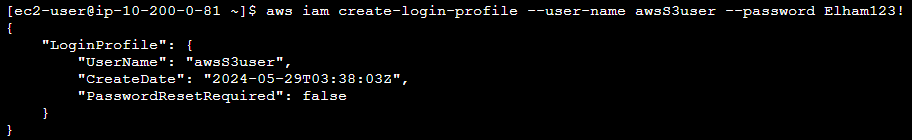 [ec2-user@ip-10-200-0-81 ~]$ aws iam create-login-profile --user-name awsS3user --password Elham123!
{
    "LoginProfile": {
        "UserName": "awsS3user",
        "CreateDate": "2024-05-29T03:38:03Z",
        "PasswordResetRequired": false
    }
}